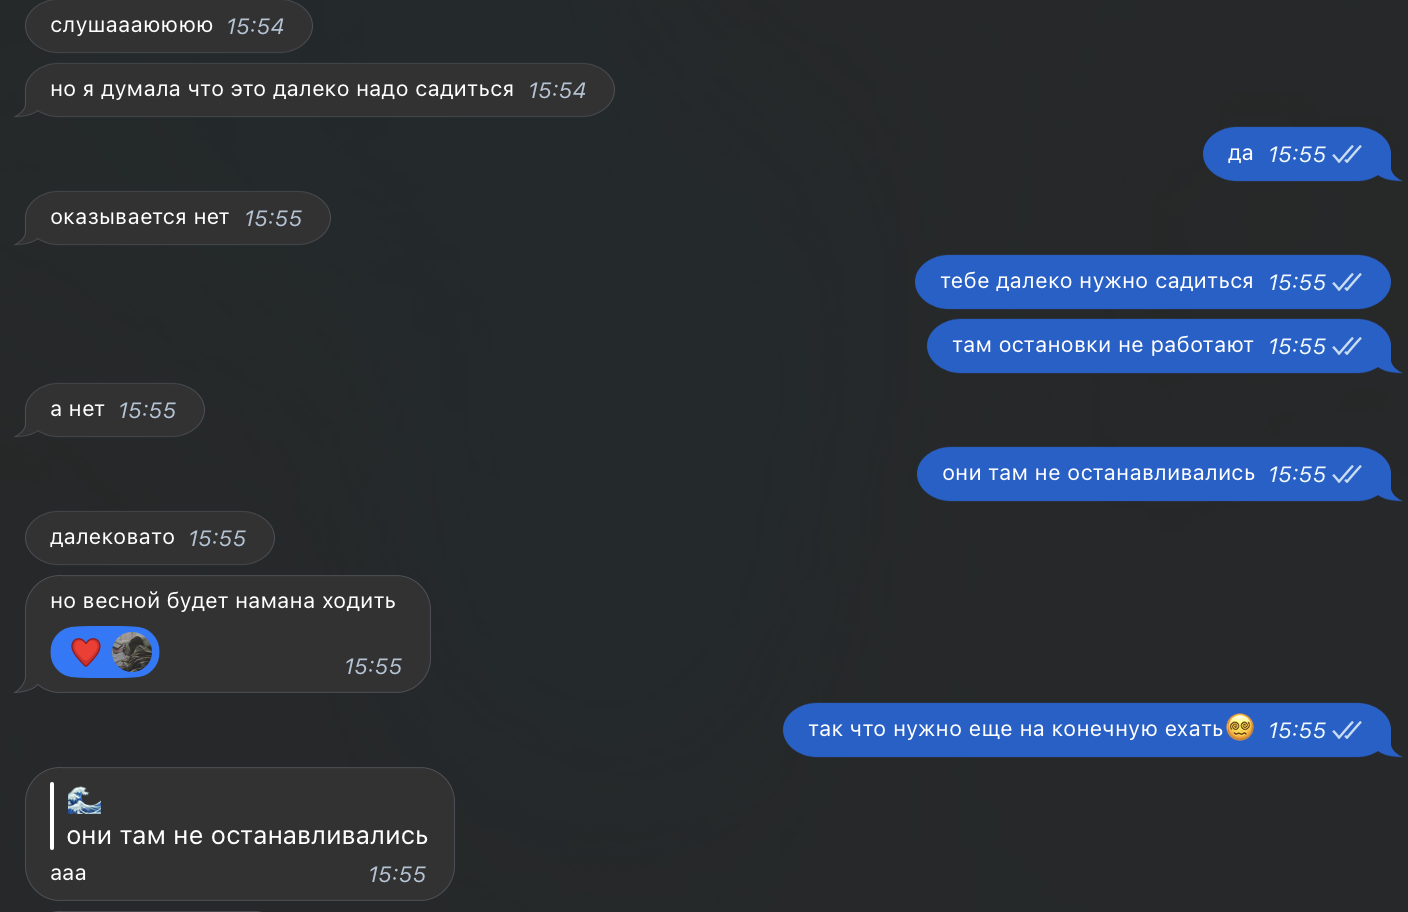 слушаааюююю 15:54
но я думала что это далеко надо садиться 15:54
да 15:55
оказывается нет 15:55
тебе далеко нужно садиться 15:55
там остановки не работают 15:55
а нет 15:55
они там не останавливались 15:55
далековато 15:55
но весной будет намана ходить
❤️ 15:55
так что нужно еще на конечную ехать😵‍💫 15:55
🌊
они там не останавливались
ааа 15:55